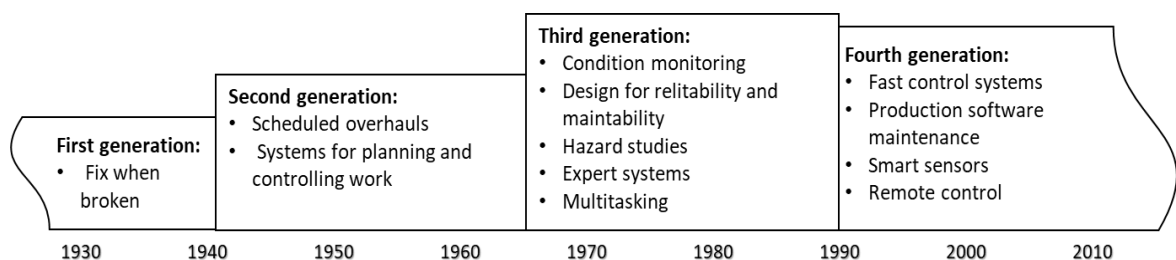 First generation:
• Fix when
broken
Second generation:
• Scheduled overhauls
• Systems for planning and
controlling work
Third generation:
• Condition monitoring
• Design for relitability and
maintability
• Hazard studies
• Expert systems
• Multitasking
Fourth generation:
• Fast control systems
• Production software
maintenance
• Smart sensors
• Remote control
1930 1940 1950 1960 1970 1980 1990 2000 2010